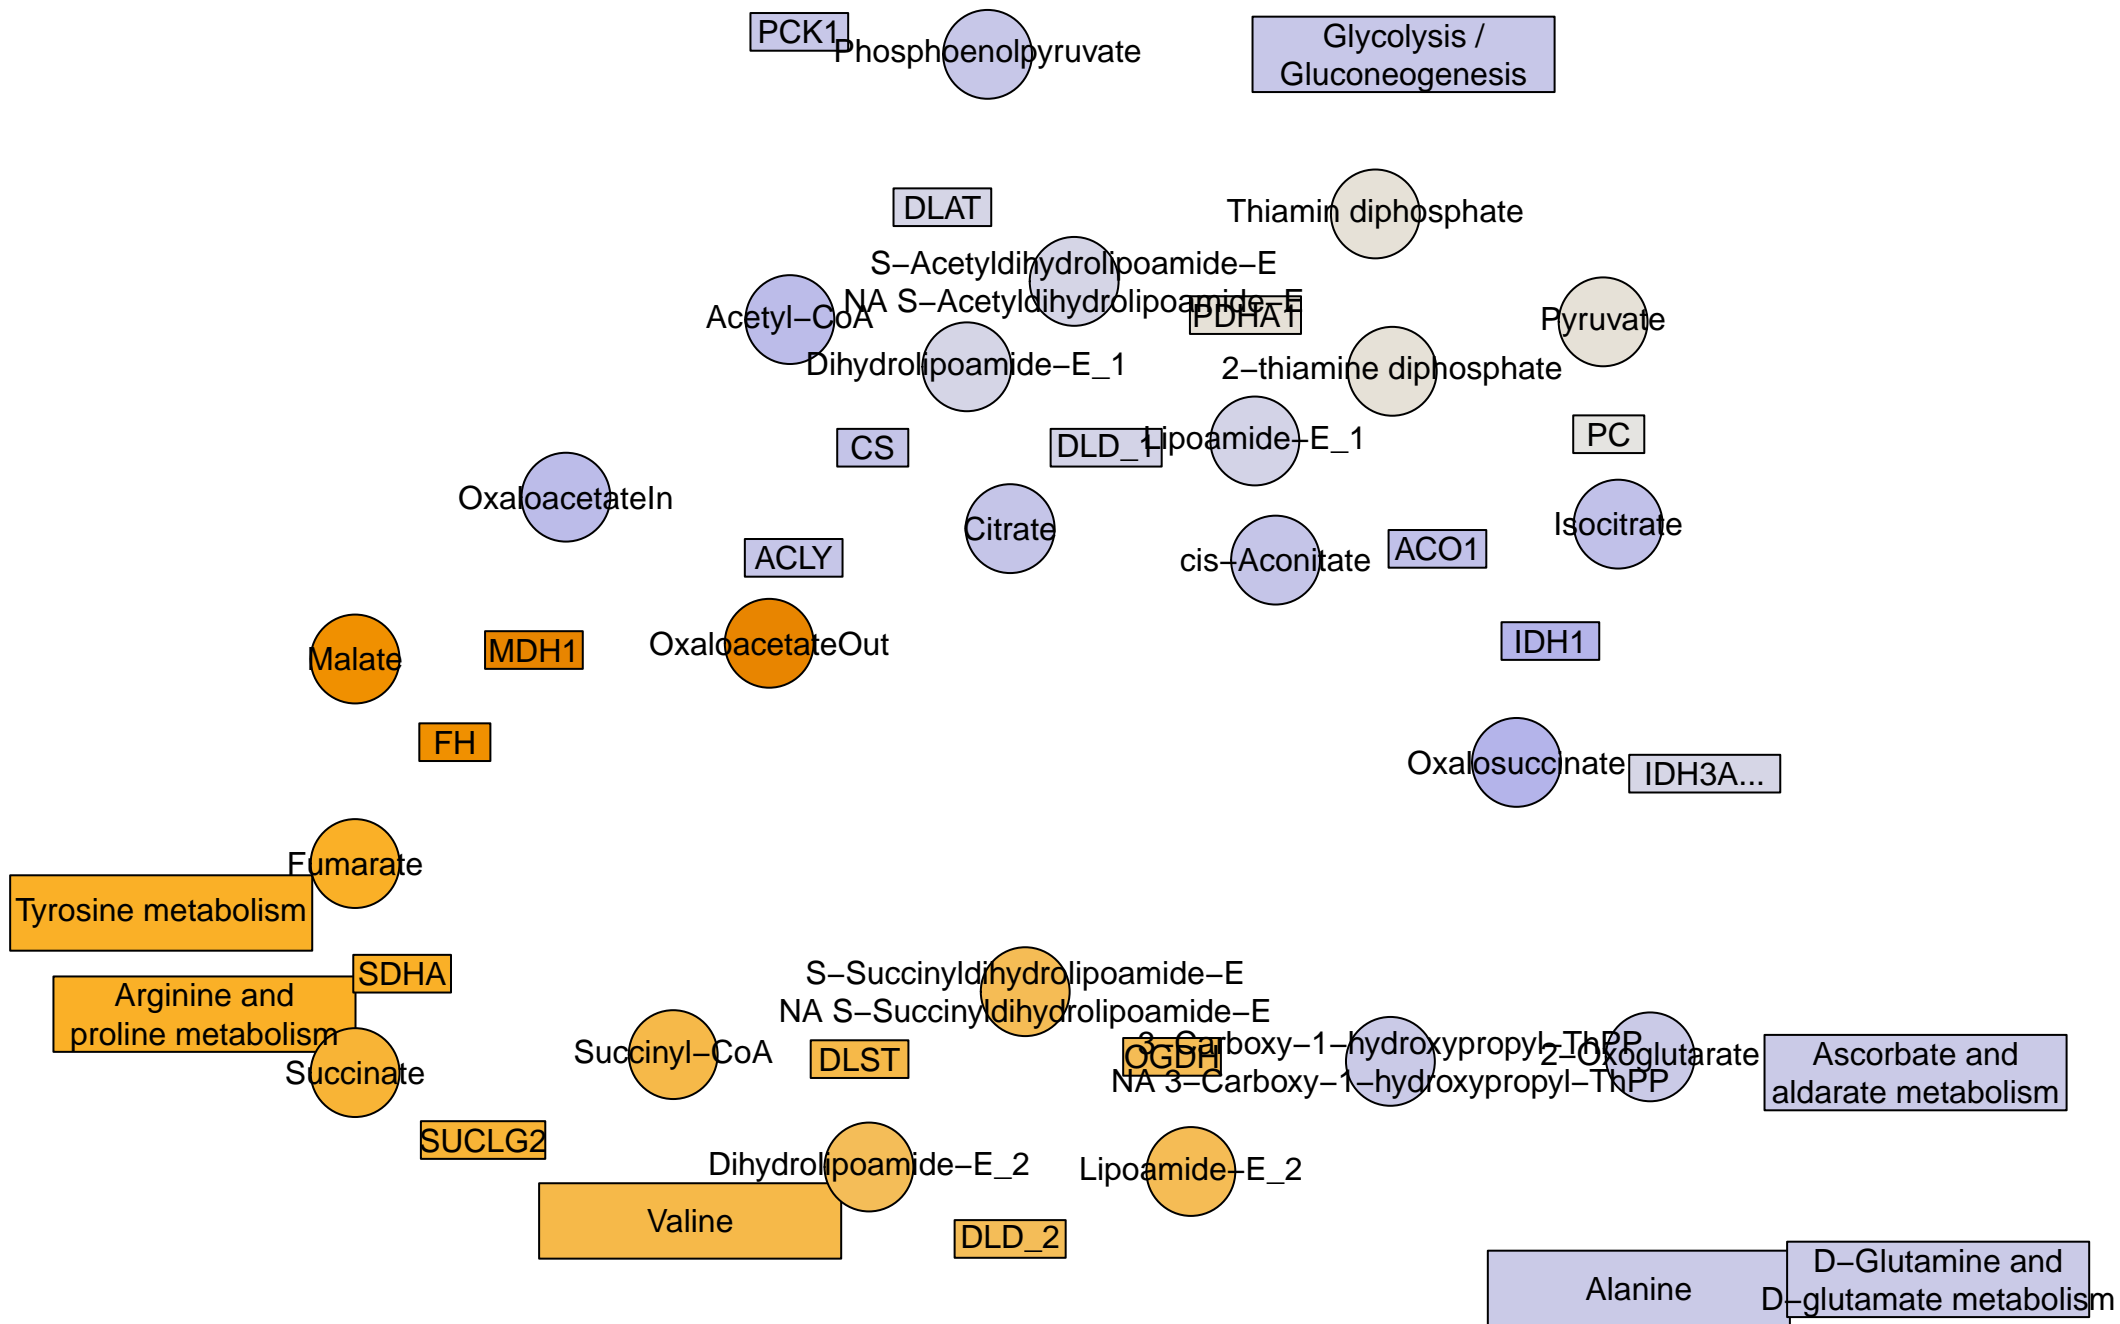 PCK1
Phosphoenolpyruvate
Glycolysis /
Gluconeogenesis
DLAT
Thiamin diphosphate
S−Acetyldihydrolipoamide−E
NA S−Acetyldihydrolipoamide−E
Acetyl−CoA
PDHA1
Pyruvate
Dihydrolipoamide−E_1
2−thiamine diphosphate
CS
DLD_1
Lipoamide−E_1
PC
OxaloacetateIn
Citrate
Isocitrate
ACLY
cis−Aconitate
ACO1
Malate
MDH1
OxaloacetateOut
IDH1
FH
Oxalosuccinate
IDH3A...
Fumarate
Tyrosine metabolism
SDHA
Arginine and
proline metabolism
S−Succinyldihydrolipoamide−E
NA S−Succinyldihydrolipoamide−E
Succinate
Succinyl−CoA
DLST
OGDH
3−Carboxy−1−hydroxypropyl−ThPP
NA 3−Carboxy−1−hydroxypropyl−ThPP
2−Oxoglutarate
Ascorbate and
aldarate metabolism
SUCLG2
Dihydrolipoamide−E_2
Lipoamide−E_2
Valine
DLD_2
Alanine
D−Glutamine and
D−glutamate metabolism